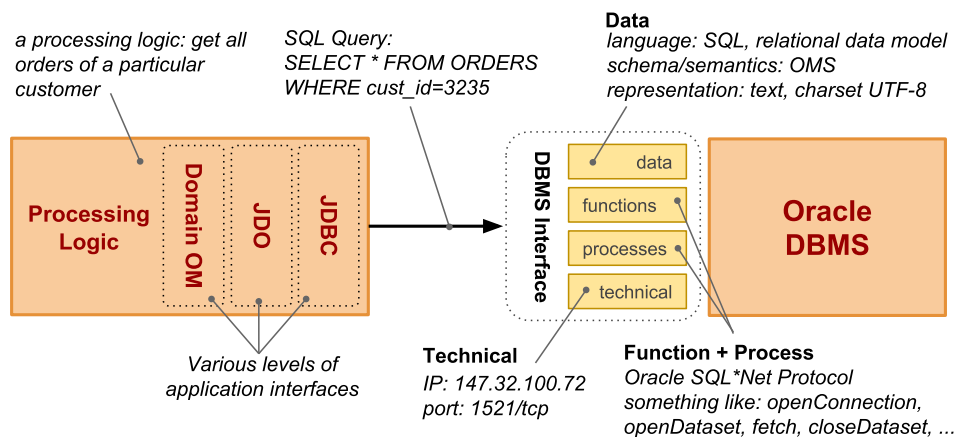 a processing logic: get all
orders of a particular
customer
SQL Query:
SELECT * FROM ORDERS
WHERE cust_id=3235
Data
language: SQL, relational data model
schema/semantics: OMS
representation: text, charset UTF-8
Processing
Logic
Domain OM
JDO
JDBC
DBMS Interface
data
functions
processes
technical
Oracle
DBMS
Various levels of
application interfaces
Technical
IP: 147.32.100.72
port: 1521/tcp
Function + Process
Oracle SQL*Net Protocol
something like: openConnection,
openDataset, fetch, closeDataset, ...